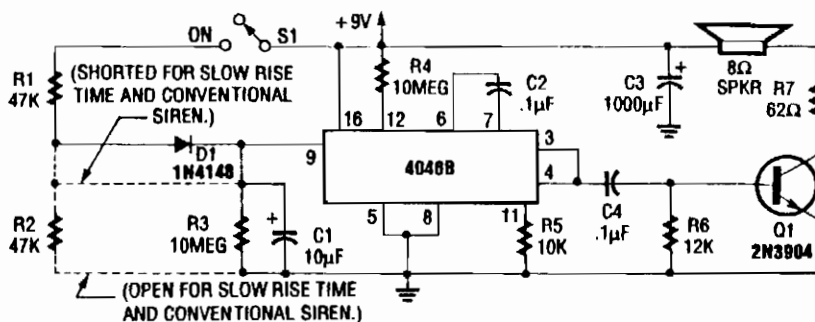 +9V
ON
S1
R1
47K
(SHORTED FOR SLOW RISE
TIME AND CONVENTIONAL
SIREN.)
R4
10MEG
C2
.1µF
C3
1000µF
+
8Ω
SPKR
R7
62Ω
16
12
6
7
D1
1N4148
9
4046B
3
4
5
8
11
R2
47K
R3
10MEG
+
C1
10µF
R5
10K
C4
.1µF
R6
12K
Q1
2N3904
(OPEN FOR SLOW RISE TIME
AND CONVENTIONAL SIREN.)